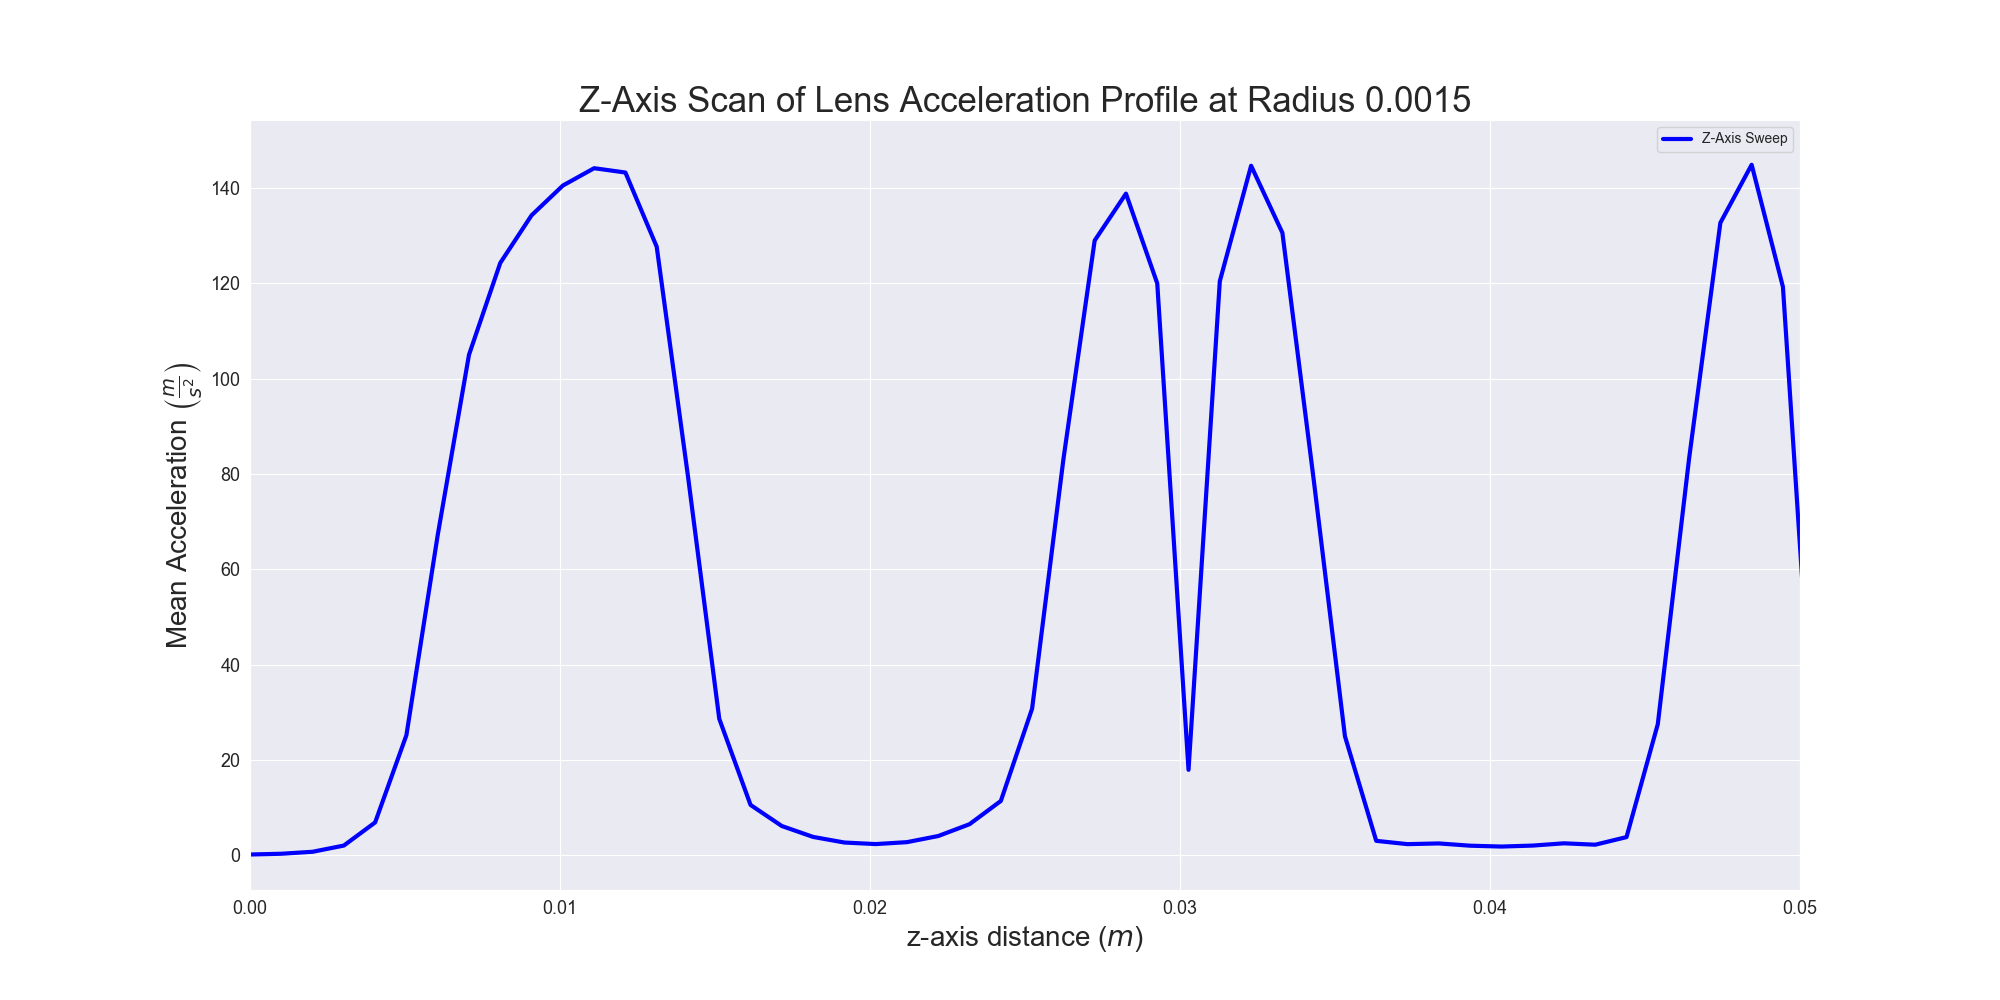 Z-Axis Scan of Lens Acceleration Profile at Radius 0.0015
Z-Axis Sweep
Mean Acceleration (m/s²)
140
120
100
80
60
40
20
0
0.00 0.01 0.02 0.03 0.04 0.05
z-axis distance (m)